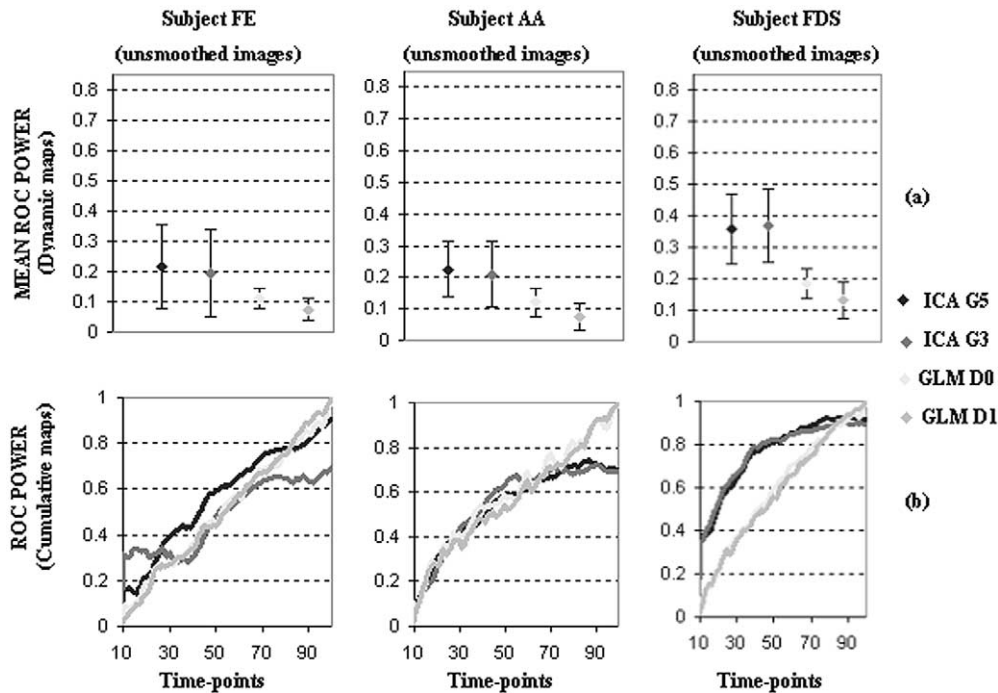 Subject FE Subject AA Subject FDS
(unsmoothed images) (unsmoothed images) (unsmoothed images)
MEAN ROC POWER
(Dynamic maps)
0.8 0.8 0.8
0.7 0.7 0.7
0.6 0.6 0.6
0.5 0.5 0.5
0.4 0.4 0.4
0.3 0.3 0.3
0.2 0.2 0.2
0.1 0.1 0.1
0 0 0
(a)
ICA G5
ICA G3
GLM D0
GLM D1
ROC POWER
(Cumulative maps)
1 1 1
0.8 0.8 0.8
0.6 0.6 0.6
0.4 0.4 0.4
0.2 0.2 0.2
0 0 0
(b)
10 30 50 70 90 10 30 50 70 90 10 30 50 70 90
Time-points Time-points Time-points